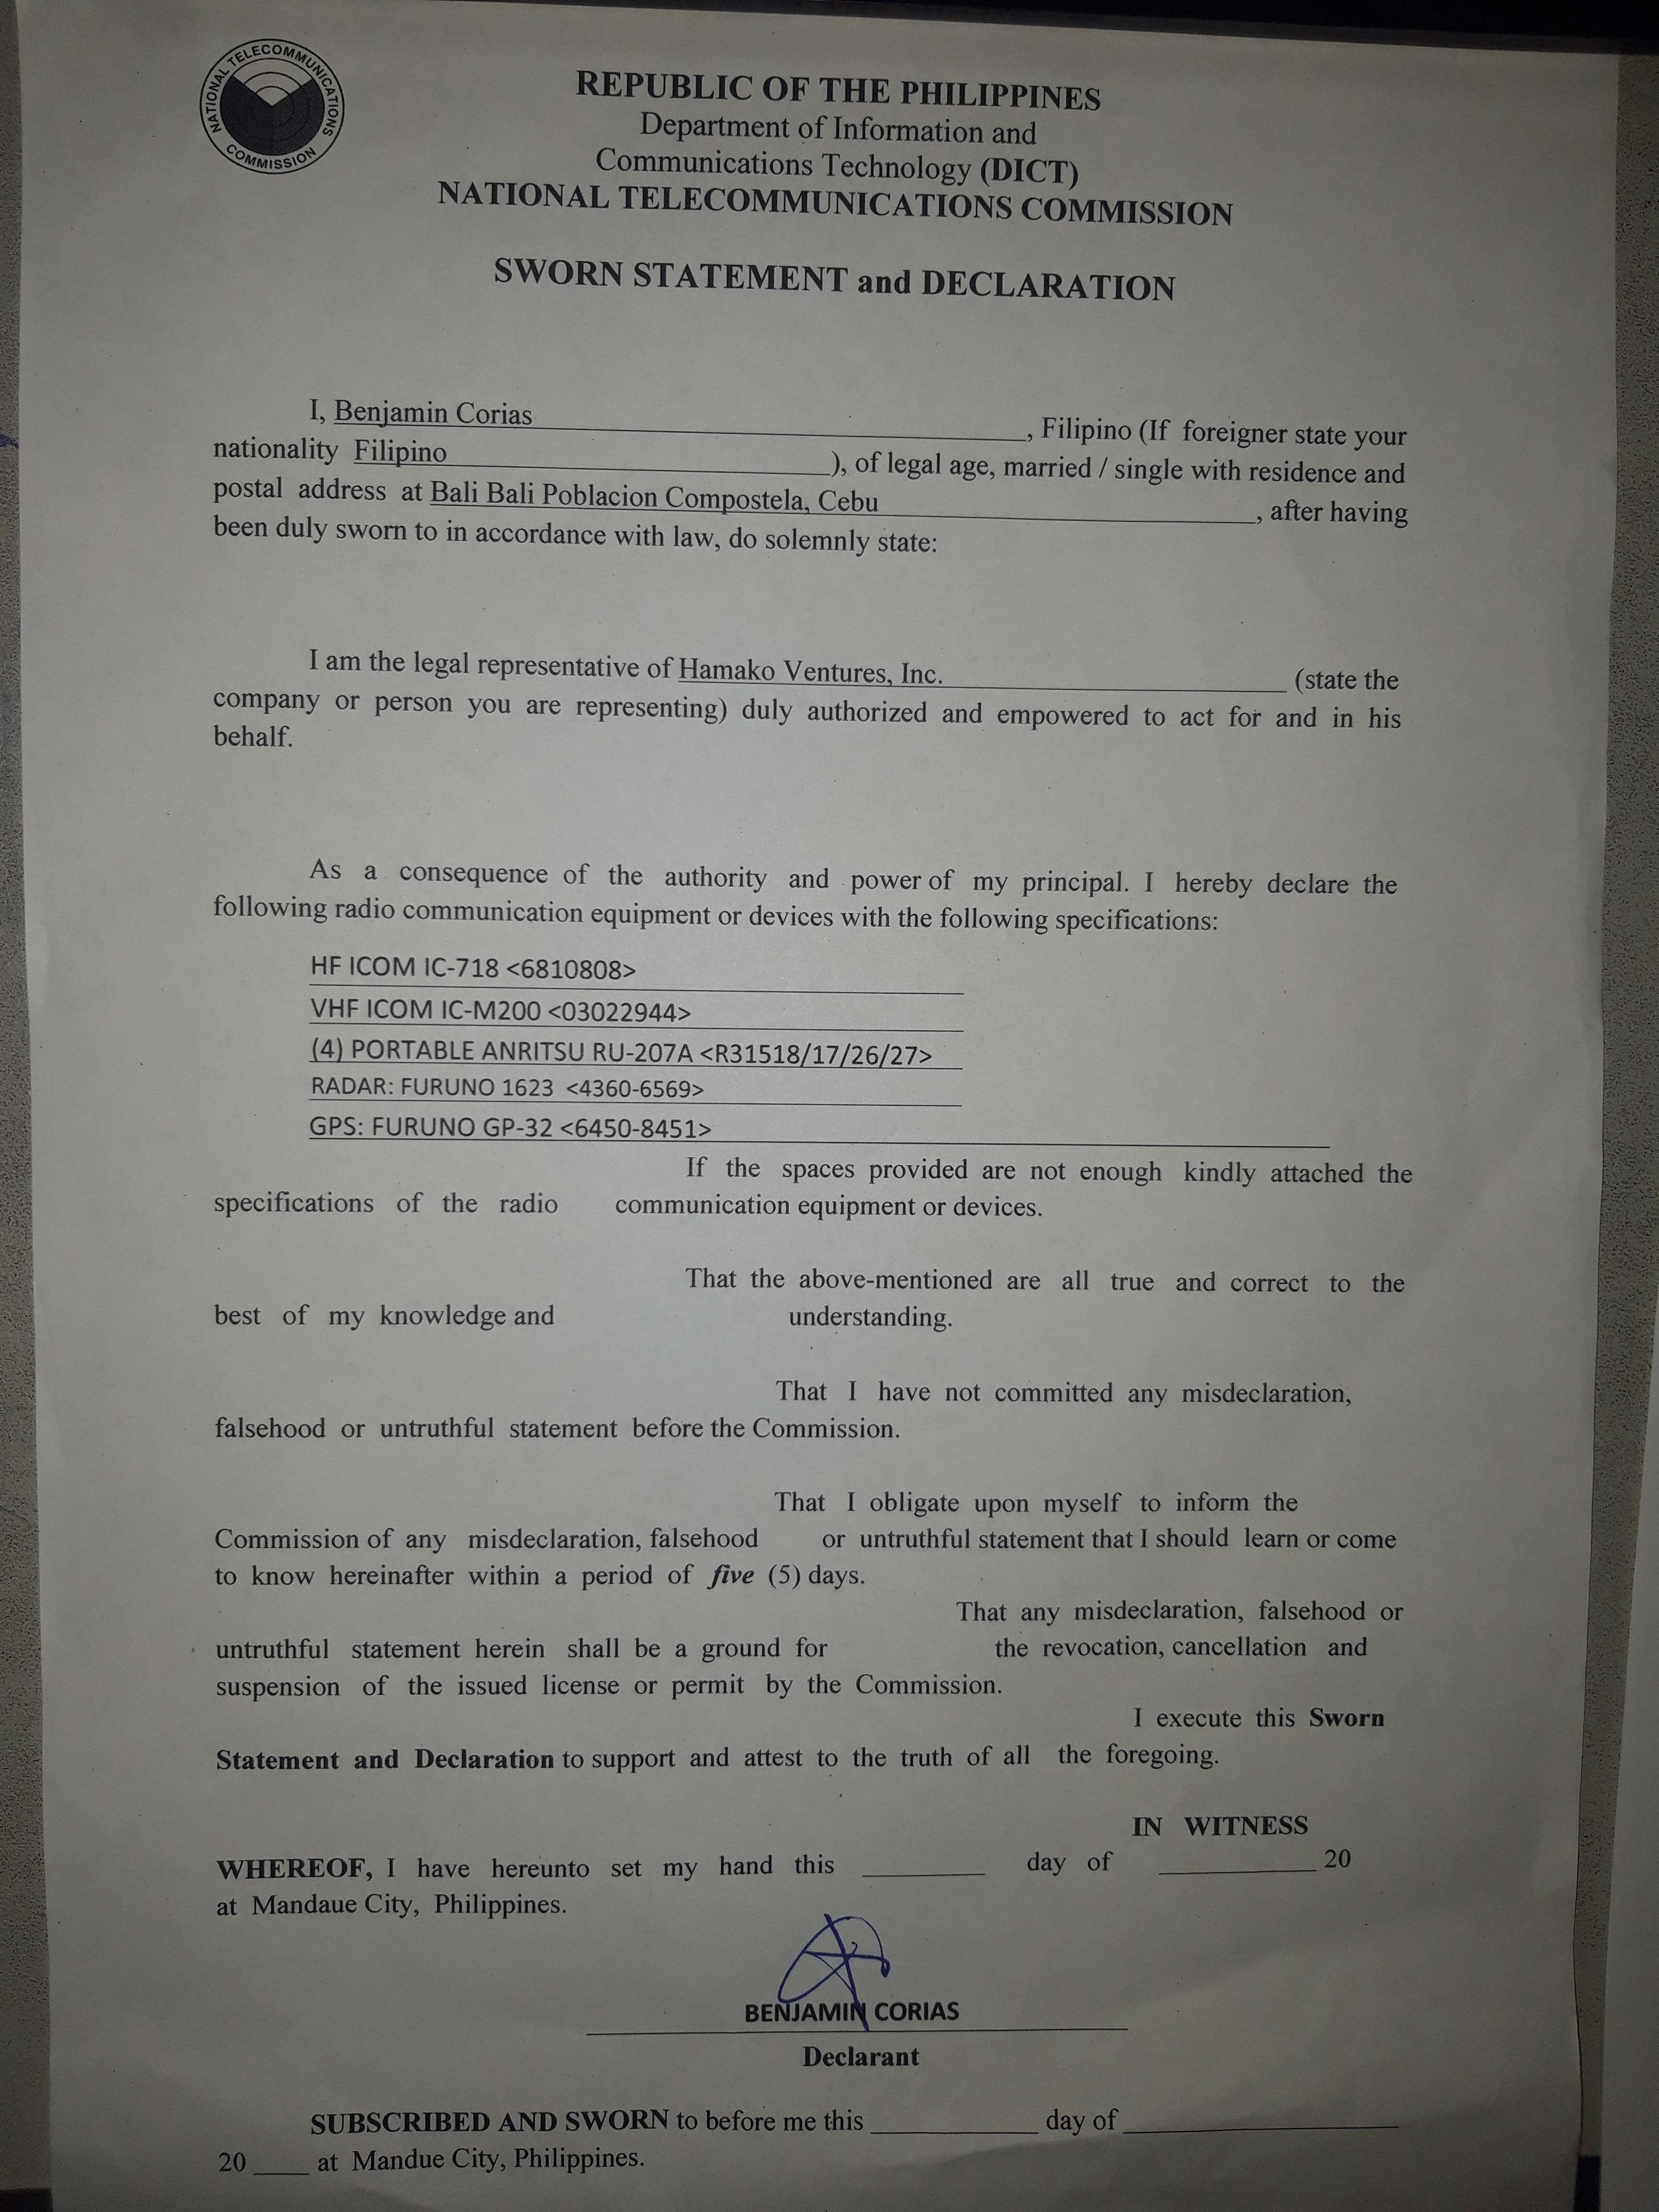 NATIONAL TELECOMMUNICATIONS COMMISSION
REPUBLIC OF THE PHILIPPINES
Department of Information and
Communications Technology (DICT)
NATIONAL TELECOMMUNICATIONS COMMISSION
SWORN STATEMENT and DECLARATION
I, Benjamin Corias , Filipino (If foreigner state your
nationality Filipino ), of legal age, married / single with residence and
postal address at Bali Bali Poblacion Compostela, Cebu , after having
been duly sworn to in accordance with law, do solemnly state:
I am the legal representative of Hamako Ventures, Inc. (state the
company or person you are representing) duly authorized and empowered to act for and in his
behalf.
As a consequence of the authority and power of my principal. I hereby declare the
following radio communication equipment or devices with the following specifications:
HF ICOM IC-718 <6810808>
VHF ICOM IC-M200 <03022944>
(4) PORTABLE ANRITSU RU-207A <R31518/17/26/27>
RADAR: FURUNO 1623 <4360-6569>
GPS: FURUNO GP-32 <6450-8451>
If the spaces provided are not enough kindly attached the
specifications of the radio communication equipment or devices.
That the above-mentioned are all true and correct to the
best of my knowledge and understanding.
That I have not committed any misdeclaration,
falsehood or untruthful statement before the Commission.
That I obligate upon myself to inform the
Commission of any misdeclaration, falsehood or untruthful statement that I should learn or come
to know hereinafter within a period of five (5) days.
That any misdeclaration, falsehood or
untruthful statement herein shall be a ground for the revocation, cancellation and
suspension of the issued license or permit by the Commission.
I execute this Sworn
Statement and Declaration to support and attest to the truth of all the foregoing.
IN WITNESS
WHEREOF, I have hereunto set my hand this ________ day of __________ 20
at Mandaue City, Philippines.
BENJAMIN CORIAS
Declarant
SUBSCRIBED AND SWORN to before me this __________ day of ________________
20 ____ at Mandue City, Philippines.